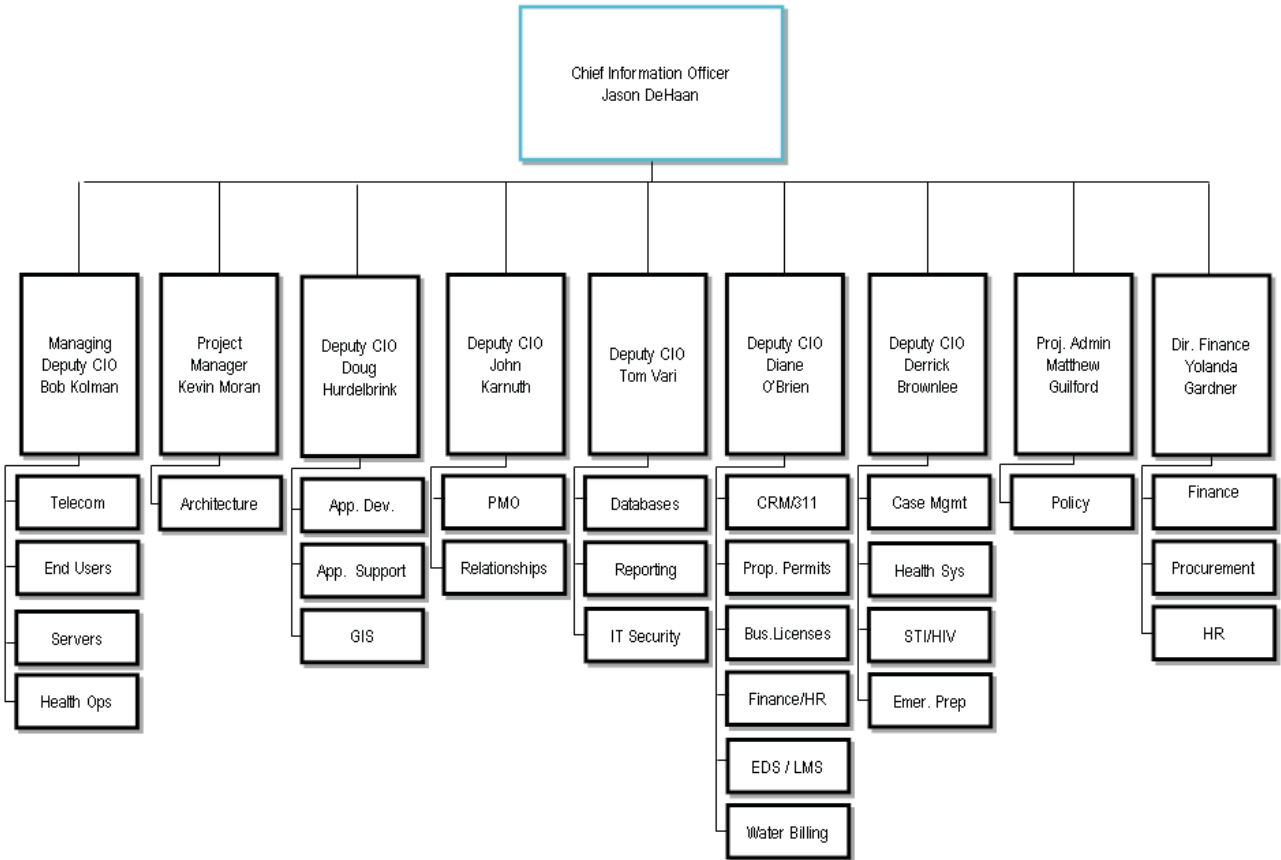 Chief Information Officer
Jason DeHaan
Managing
Deputy CIO
Bob Kolman
Project
Manager
Kevin Moran
Deputy CIO
Doug
Hurdelbrink
Deputy CIO
John
Karnuth
Deputy CIO
Tom Vari
Deputy CIO
Diane
O'Brien
Deputy CIO
Derrick
Brownlee
Proj. Admin
Matthew
Guilford
Dir. Finance
Yolanda
Gardner
Telecom
End Users
Servers
Health Ops
Architecture
App. Dev.
App. Support
GIS
PMO
Relationships
Databases
Reporting
IT Security
CRM/311
Prop. Permits
Bus.Licenses
Finance/HR
EDS / LMS
Water Billing
Case Mgmt
Health Sys
STI/HIV
Emer. Prep
Policy
Finance
Procurement
HR